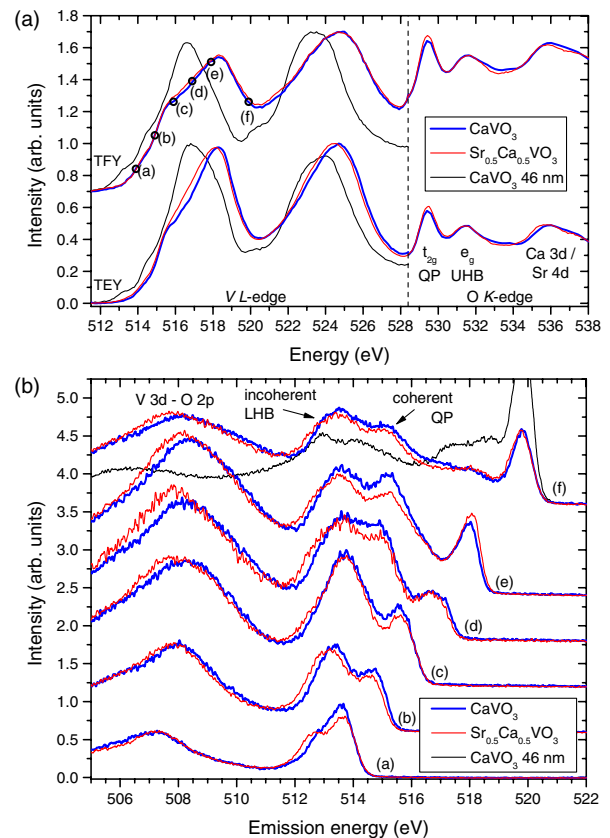 (a)
1.8
1.6
1.4
1.2
1.0
0.8
0.6
0.4
0.2
0.0
Intensity (arb. units)
TFY
TEY
(a)
(b)
(c)
(d)
(e)
(f)
CaVO3
Sr0.5Ca0.5VO3
CaVO3 46 nm
t2g
QP
eg
UHB
Ca 3d /
Sr 4d
V L-edge
O K-edge
512 514 516 518 520 522 524 526 528 530 532 534 536 538
Energy (eV)
(b)
5.0
4.5
4.0
3.5
3.0
2.5
2.0
1.5
1.0
0.5
0.0
Intensity (arb. units)
V 3d - O 2p
incoherent
LHB
coherent
QP
(f)
(e)
(d)
(c)
(b)
(a)
CaVO3
Sr0.5Ca0.5VO3
CaVO3 46 nm
506 508 510 512 514 516 518 520 522
Emission energy (eV)